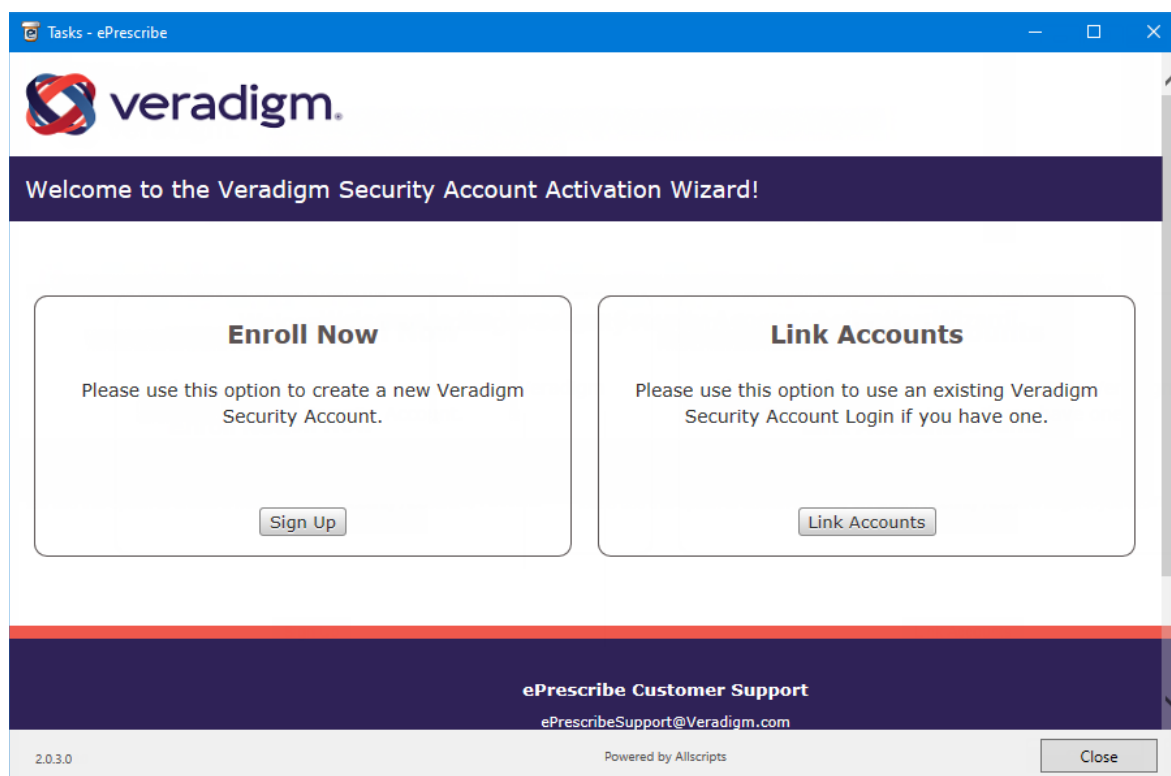 Tasks - ePrescribe
veradigm®
Welcome to the Veradigm Security Account Activation Wizard!
Enroll Now
Please use this option to create a new Veradigm
Security Account.
Sign Up
Link Accounts
Please use this option to use an existing Veradigm
Security Account Login if you have one.
Link Accounts
ePrescribe Customer Support
ePrescribeSupport@Veradigm.com
2.0.3.0
Powered by Allscripts
Close